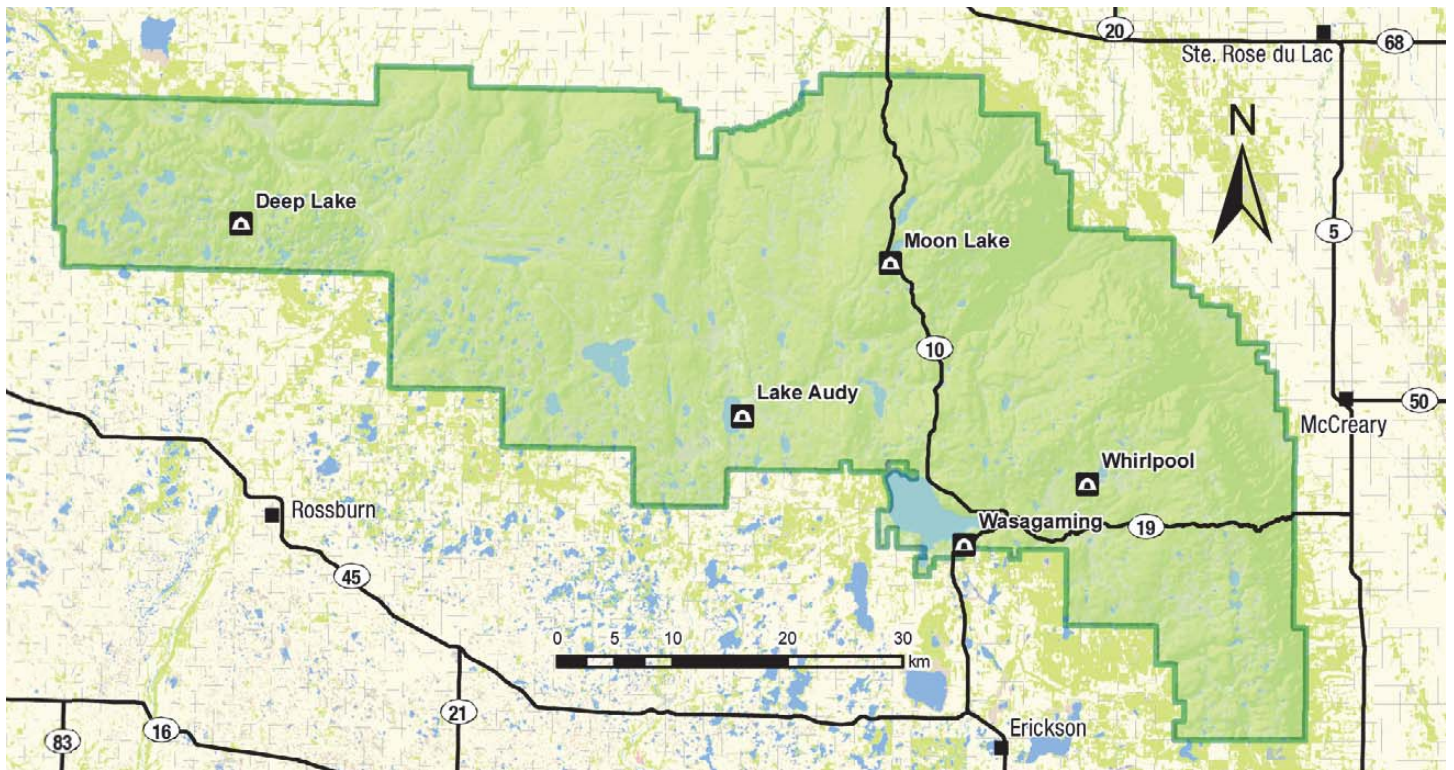 20
68
Ste. Rose du Lac
N
Deep Lake
5
Moon Lake
10
Lake Audy
50
McCreary
Whirlpool
Rossburn
Wasagaming
19
45
0 5 10 20 30
km
21
16
Erickson
83